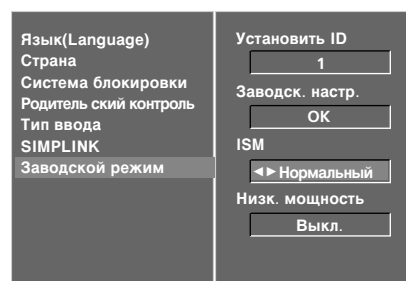 Язык(Language)
Страна
Система блокировки
Родитель ский контроль
Тип ввода
SIMPLINK
Заводской режим
Установить ID
1
Заводск. настр.
ОК
ISM
◄► Нормальный
Низк. мощность
Выкл.